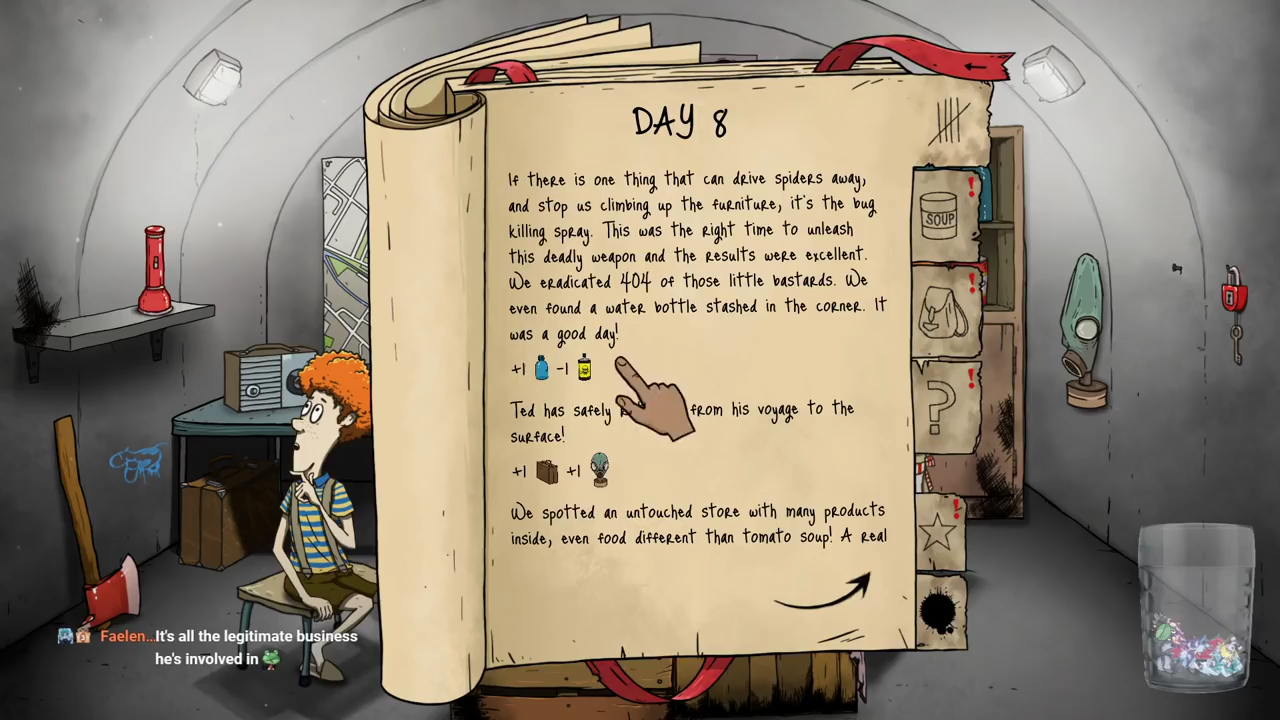 DAY 8
If there is one thing that can drive spiders away,
and stop us climbing up the furniture, it's the bug
killing spray. This was the right time to unleash
this deadly weapon and the results were excellent.
We eradicated 404 of those little bastards. We
even found a water bottle stashed in the corner. It
was a good day!
+1 -1
Ted has safely from his voyage to the
surface!
+1 +1
We spotted an untouched store with many products
inside, even food different than tomato soup! A real
SOUP
!
!
?
!
!
Faelen... It's all the legitimate business
he's involved in